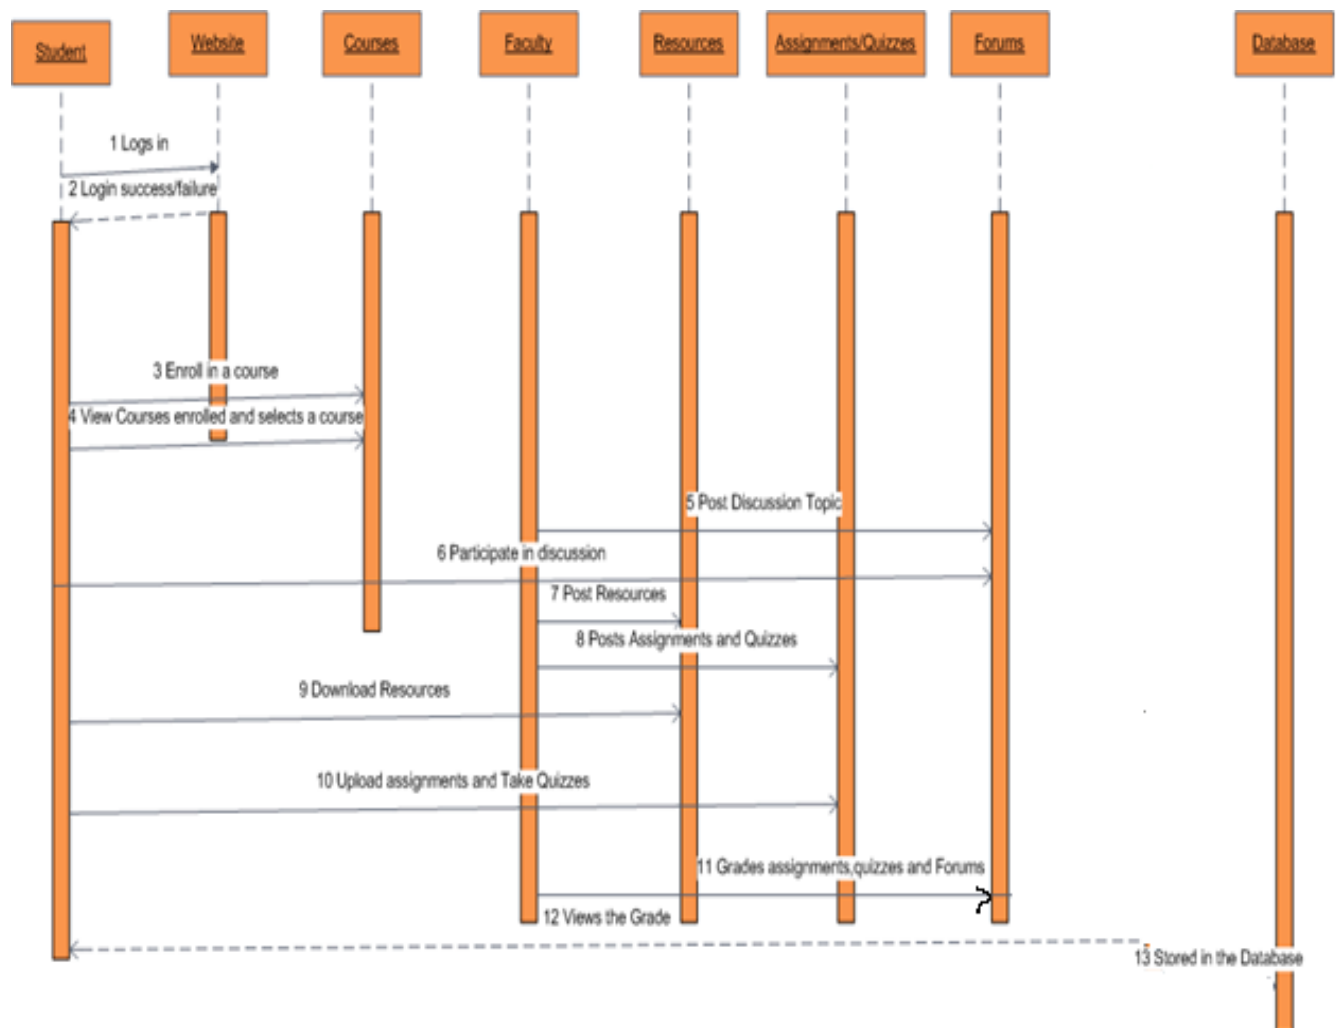 Student
Website
Courses
Faculty
Resources
Assignments/Quizzes
Forums
Database
1 Logs in
2 Login success/failure
3 Enroll in a course
4 View Courses enrolled and selects a course
5 Post Discussion Topic
6 Participate in discussion
7 Post Resources
8 Posts Assignments and Quizzes
9 Download Resources
10 Upload assignments and Take Quizzes
11 Grades assignments,quizzes and Forums
12 Views the Grade
13 Stored in the Database